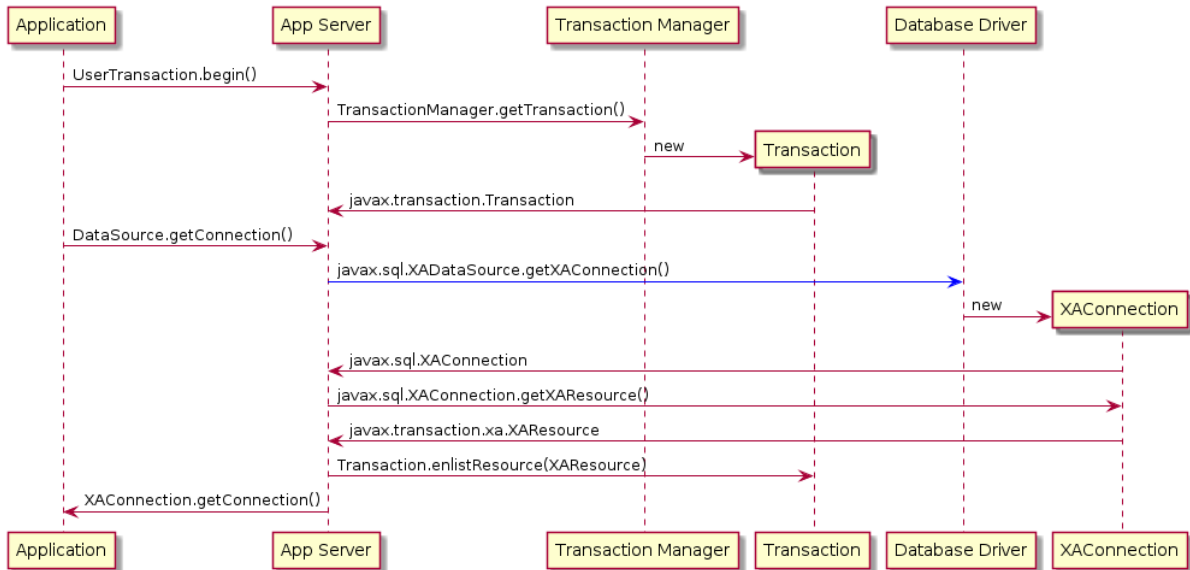 Application
App Server
Transaction Manager
Database Driver
UserTransaction.begin()
TransactionManager.getTransaction()
new
Transaction
javax.transaction.Transaction
DataSource.getConnection()
javax.sql.XADataSource.getXAConnection()
new
XAConnection
javax.sql.XAConnection
javax.sql.XAConnection.getXAResource()
javax.transaction.xa.XAResource
Transaction.enlistResource(XAResource)
XAConnection.getConnection()
Application
App Server
Transaction Manager
Transaction
Database Driver
XAConnection